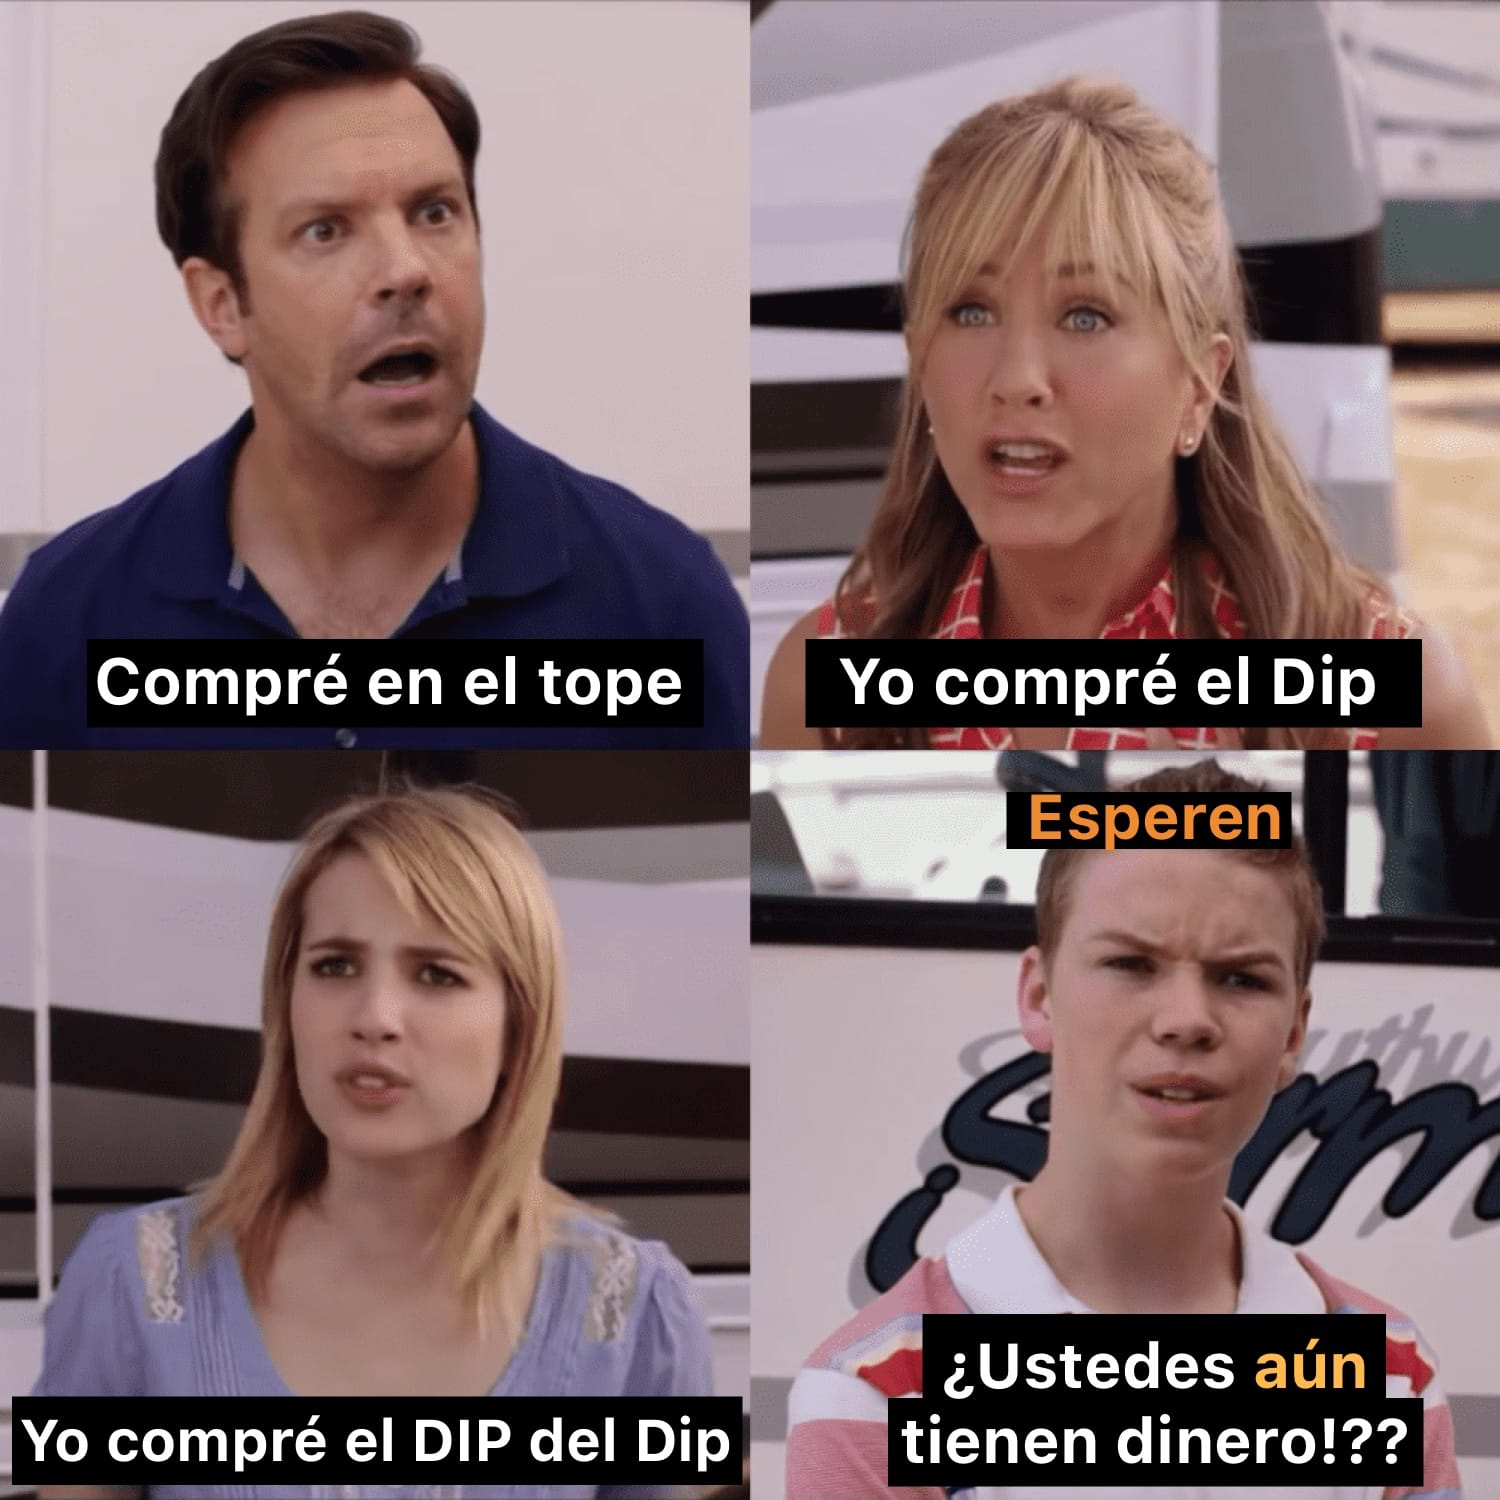 Compré en el tope
Yo compré el Dip
Yo compré el DIP del Dip
Esperen
¿Ustedes aún
tienen dinero!??